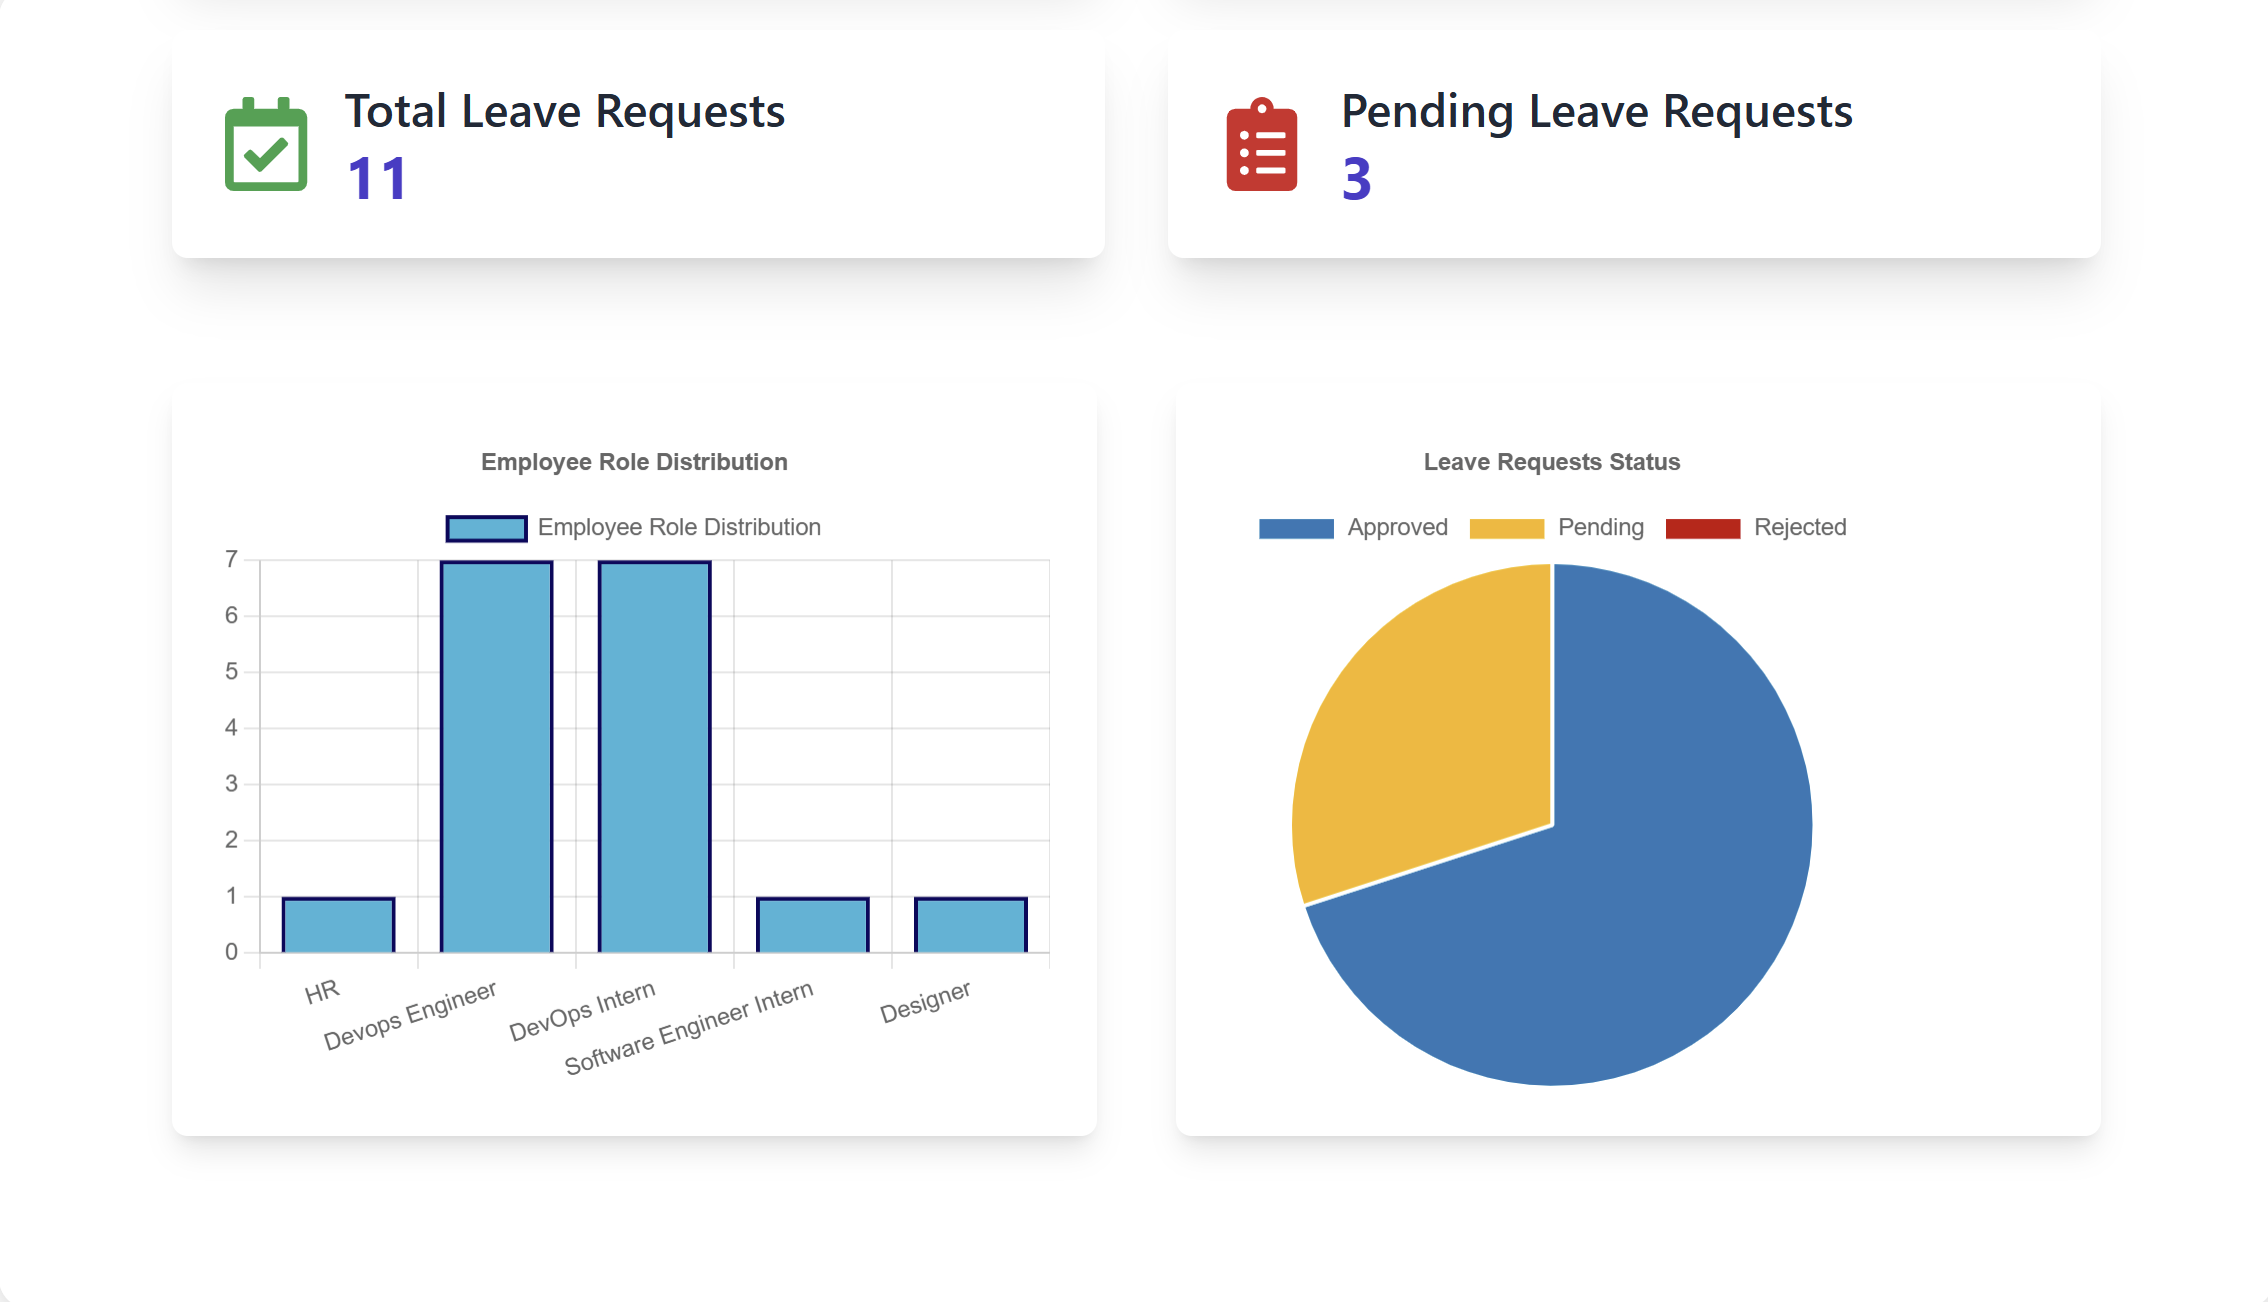 Total Leave Requests
11
Pending Leave Requests
3
Employee Role Distribution
Employee Role Distribution
7
6
5
4
3
2
1
0
HR
Devops Engineer
DevOps Intern
Software Engineer Intern
Designer
Leave Requests Status
Approved Pending Rejected